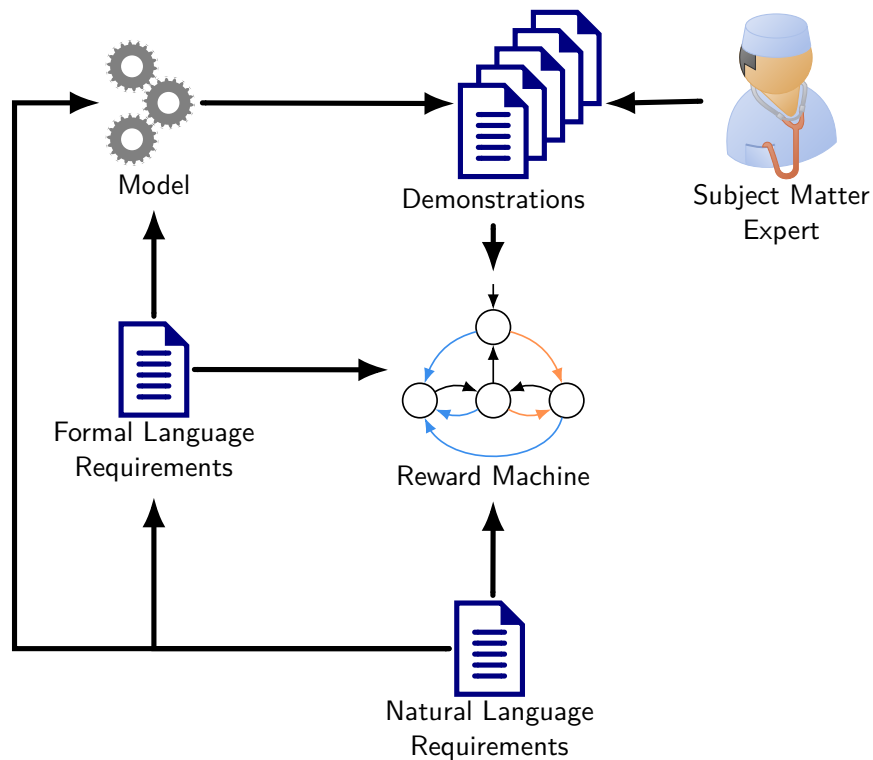 Model
Demonstrations
Subject Matter
Expert
Formal Language
Requirements
Reward Machine
Natural Language
Requirements